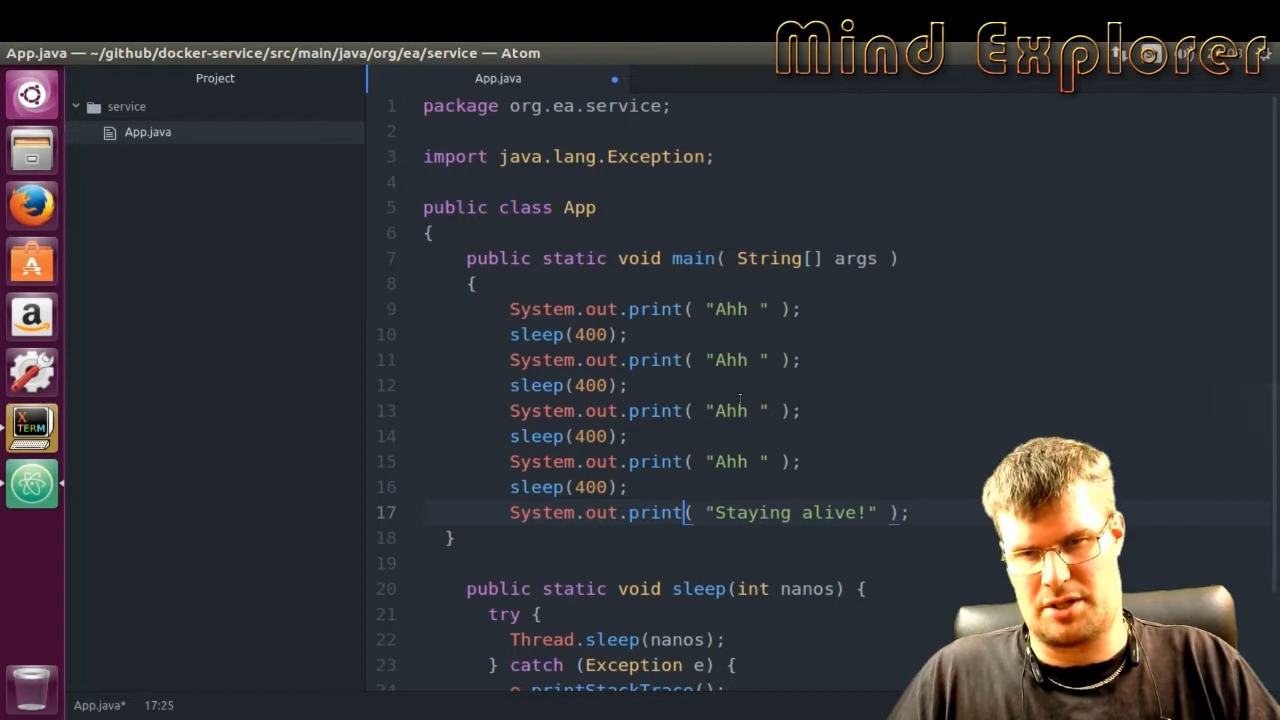 Mind Explorer
App.java — ~/github/docker-service/src/main/java/org/ea/service — Atom
Project
App.java
service
App.java
1 package org.ea.service;
2
3 import java.lang.Exception;
4
5 public class App
6 {
7 public static void main( String[] args )
8 {
9 System.out.print( "Ahh " );
10 sleep(400);
11 System.out.print( "Ahh " );
12 sleep(400);
13 System.out.print( "Ahh " );
14 sleep(400);
15 System.out.print( "Ahh " );
16 sleep(400);
17 System.out.print( "Staying alive!" );
18 }
19
20 public static void sleep(int nanos) {
21 try {
22 Thread.sleep(nanos);
23 } catch (Exception e) {
24 e.printStackTrace();
X
TERM
a
App.java* 17:25